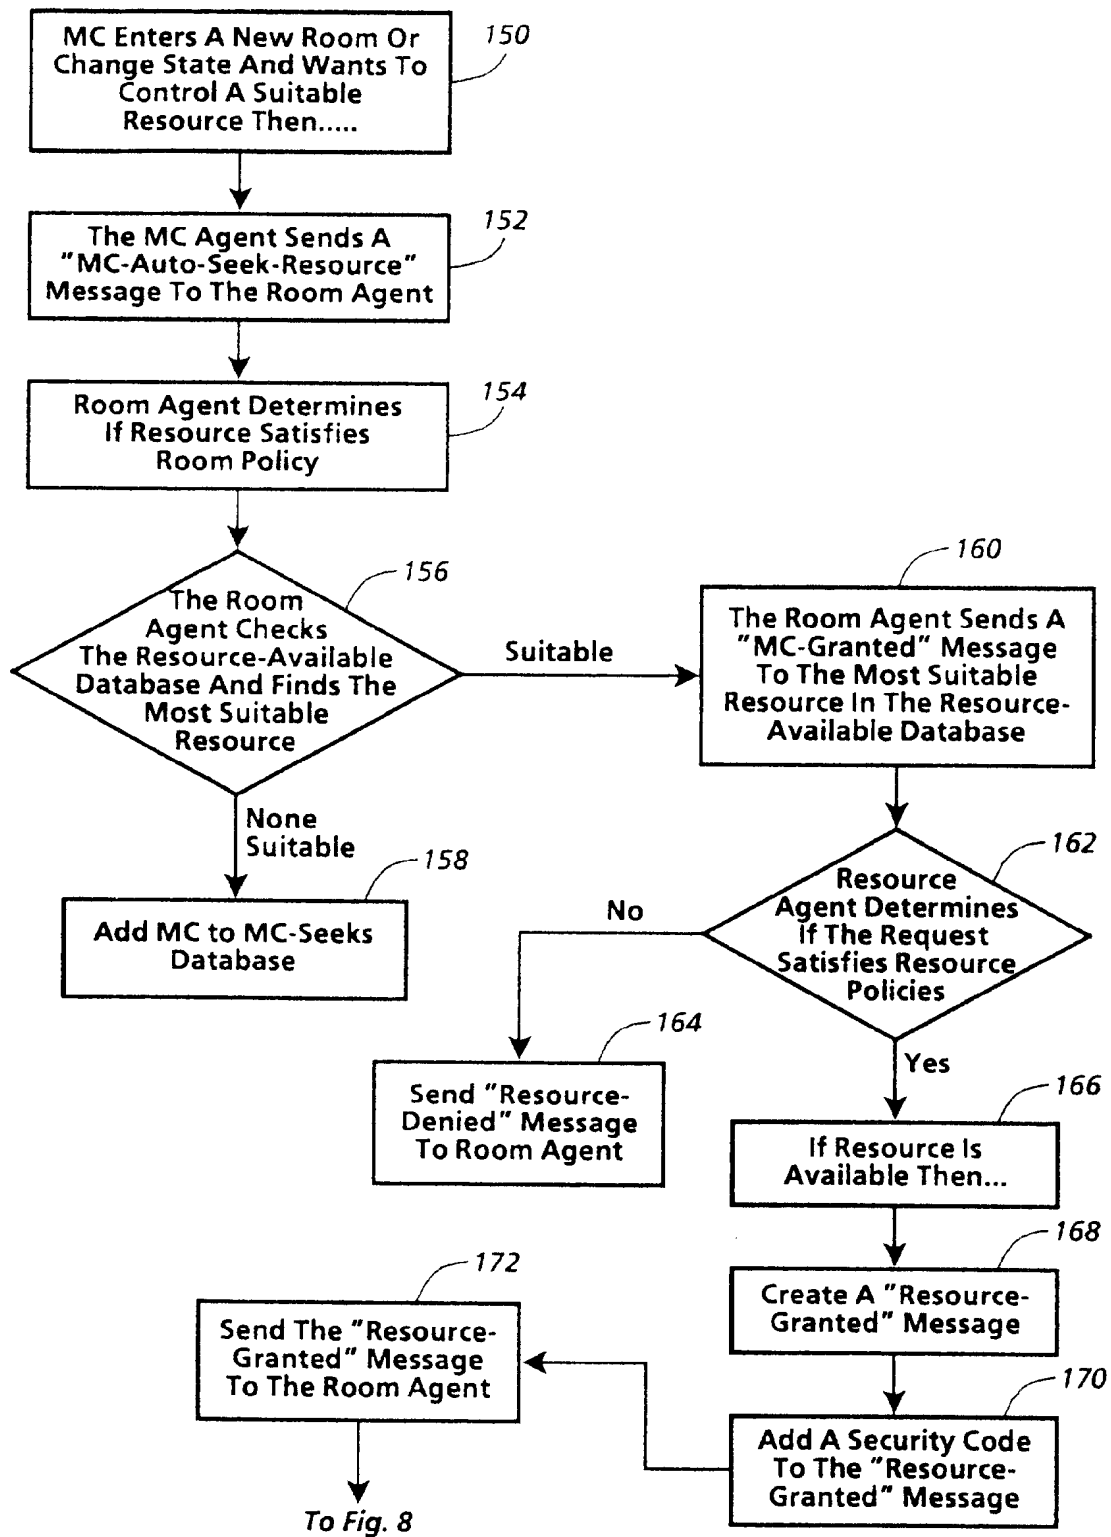 MC Enters A New Room Or
Change State And Wants To
Control A Suitable
Resource Then.....
150
The MC Agent Sends A
"MC-Auto-Seek-Resource"
Message To The Room Agent
152
Room Agent Determines
If Resource Satisfies
Room Policy
154
The Room
Agent Checks
The Resource-Available
Database And Finds The
Most Suitable
Resource
156
Suitable
None
Suitable
Add MC to MC-Seeks
Database
158
The Room Agent Sends A
"MC-Granted" Message
To The Most Suitable
Resource In The Resource-
Available Database
160
Resource
Agent Determines
If The Request
Satisfies Resource
Policies
162
No
Send "Resource-
Denied" Message
To Room Agent
164
Yes
If Resource Is
Available Then...
166
Create A "Resource-
Granted" Message
168
Add A Security Code
To The "Resource-
Granted" Message
170
Send The "Resource-
Granted" Message
To The Room Agent
172
To Fig. 8